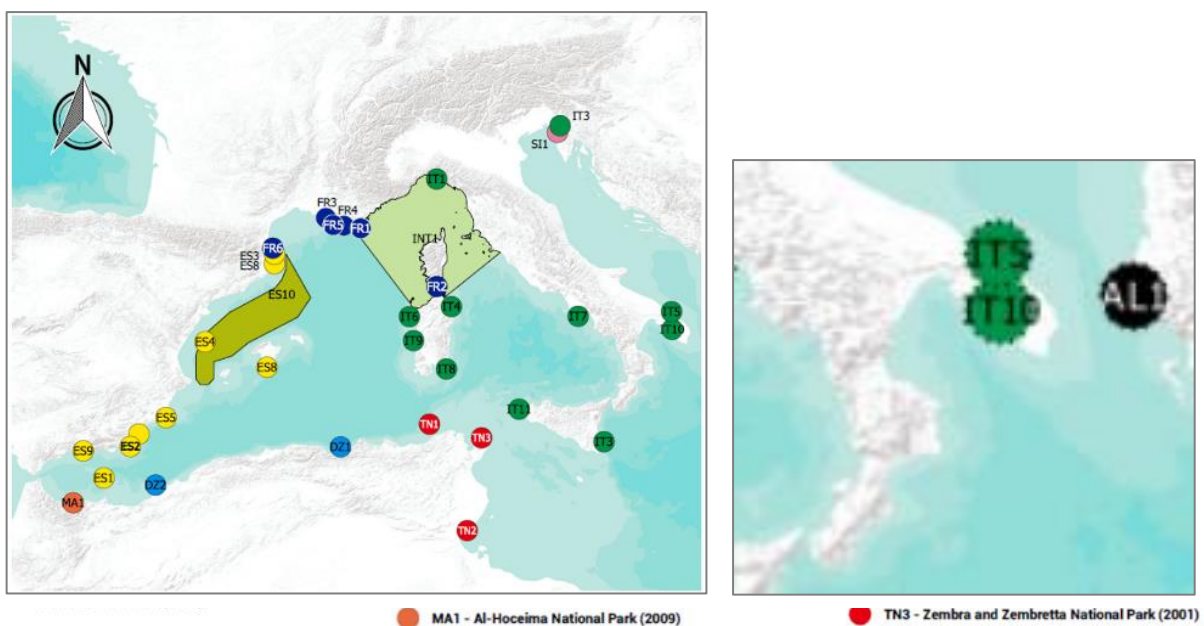 N
IT3
SI1
IT1
FR3
FR4
FR5
FR1
INT1
FR6
ES3
ES8
ES10
FR2
IT4
IT6
IT7
IT5
IT10
ES4
IT9
ES8
IT8
ES5
TN1
IT11
ES2
ES9
DZ1
TN3
IT3
ES1
DZ2
MA1
TN2
IT5
IT10
AL1
MA1 - Al-Hoceima National Park (2009)
TN3 - Zembra and Zembretta National Park (2001)